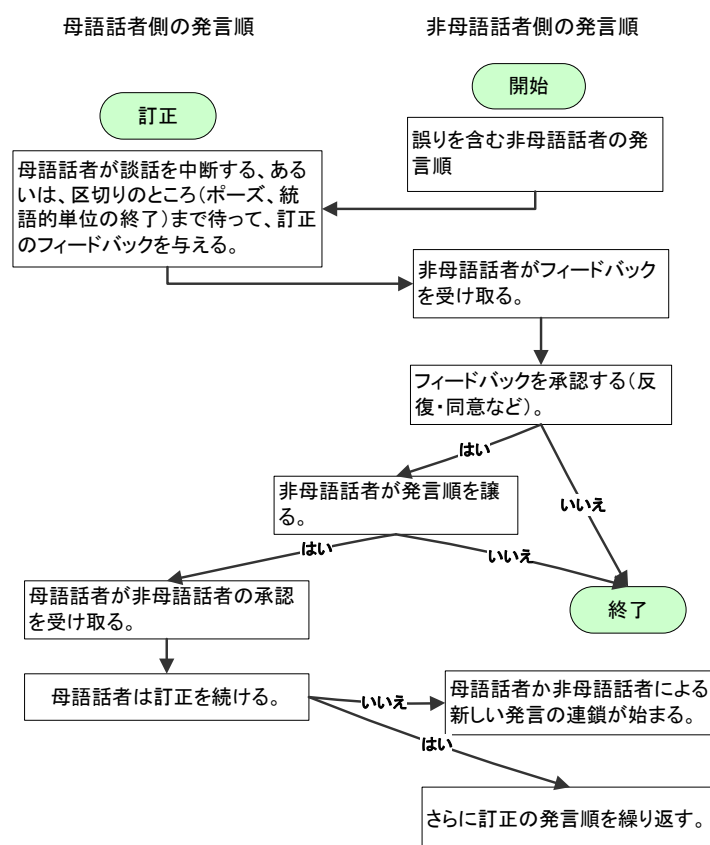 母語話者側の発言順
非母語話者側の発言順
開始
訂正
誤りを含む非母語話者の発
言順
母語話者が談話を中断する、ある
いは、区切りのところ（ポーズ、統
語的単位の終了）まで待って、訂正
のフィードバックを与える。
非母語話者がフィードバック
を受け取る。
フィードバックを承認する（反
復・同意など）。
はい
いいえ
非母語話者が発言順を譲
る。
はい
いいえ
終了
母語話者が非母語話者の承認
を受け取る。
母語話者は訂正を続ける。
いいえ
はい
母語話者か非母語話者による
新しい発言の連鎖が始まる。
さらに訂正の発言順を繰り返す。